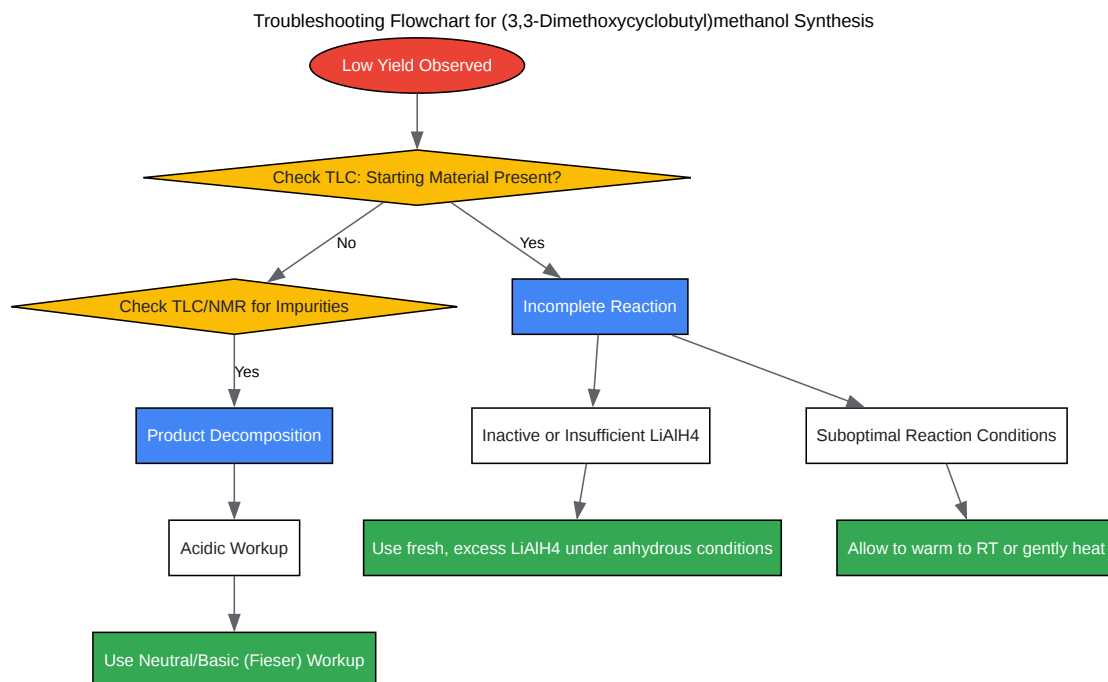 Troubleshooting Flowchart for (3,3-Dimethoxycyclobutyl)methanol Synthesis
Low Yield Observed
Check TLC: Starting Material Present?
No
Yes
Check TLC/NMR for Impurities
Incomplete Reaction
Yes
Product Decomposition
Inactive or Insufficient LiAlH4
Suboptimal Reaction Conditions
Acidic Workup
Use fresh, excess LiAlH4 under anhydrous conditions
Allow to warm to RT or gently heat
Use Neutral/Basic (Fieser) Workup